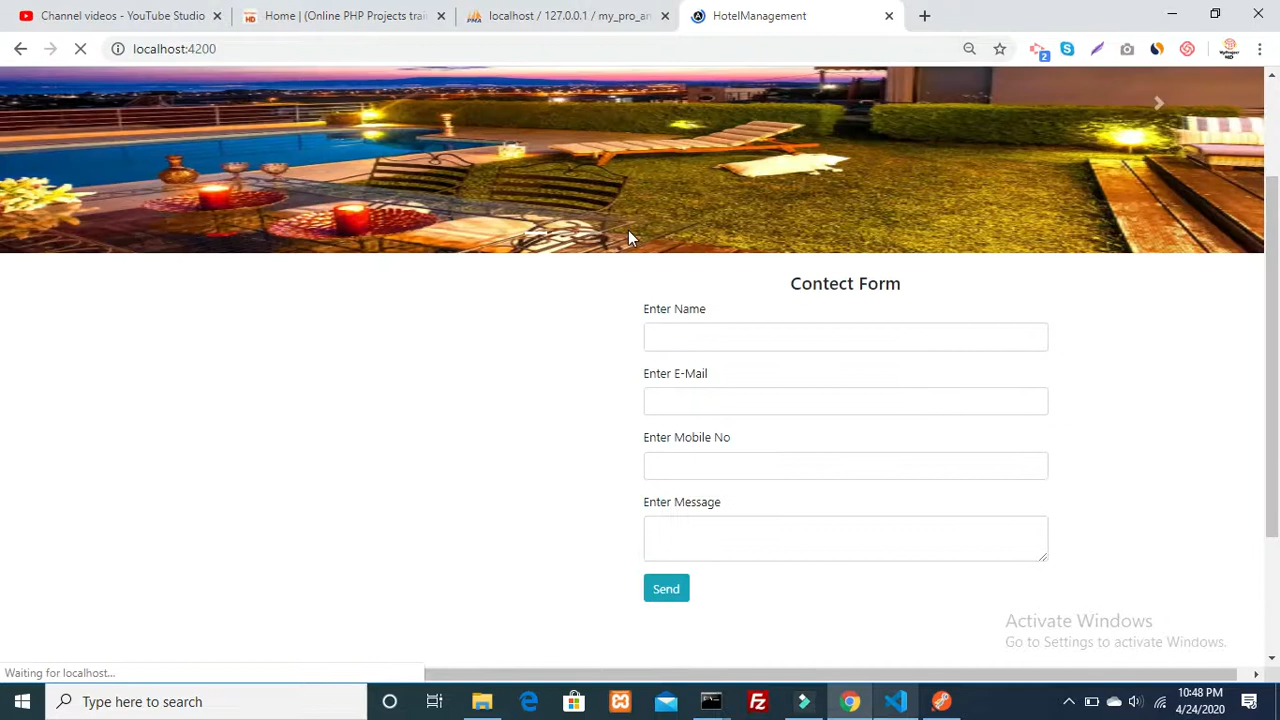 Channel videos - YouTube Studio
Home | (Online PHP Projects tra
localhost / 127.0.0.1 / my_pro_an
HotelManagement
localhost:4200
2
Contect Form
Enter Name
Enter E-Mail
Enter Mobile No
Enter Message
Send
Activate Windows
Go to Settings to activate Windows.
Waiting for localhost...
Type here to search
10:48 PM
4/24/2020